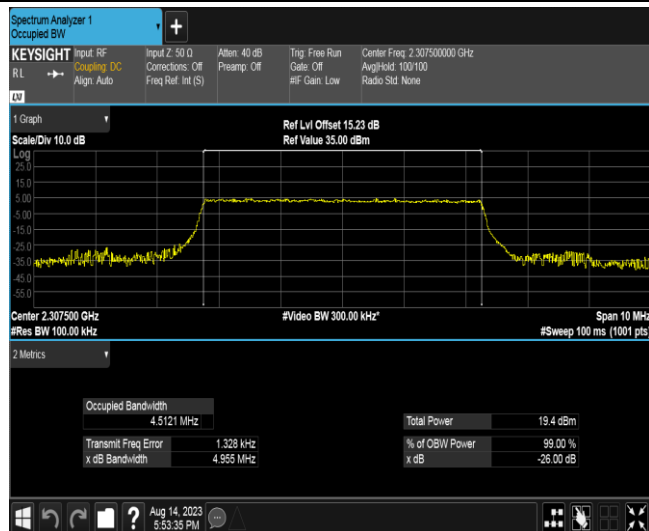 Spectrum Analyzer 1
Occupied BW
+
KEYSIGHT
RL
LXI
Input: RF
Coupling: DC
Align: Auto
Input Z: 50 Ω
Corrections: Off
Freq Ref: Int (S)
Atten: 40 dB
Preamp: Off
Trig: Free Run
Gate: Off
#IF Gain: Low
Center Freq: 2.307500000 GHz
Avg|Hold: 100/100
Radio Std: None
1 Graph
Scale/Div 10.0 dB
Ref Lvl Offset 15.23 dB
Ref Value 35.00 dBm
Log
25.0
15.0
5.00
-5.00
-15.0
-25.0
-35.0
-45.0
-55.0
Center 2.307500 GHz
#Res BW 100.00 kHz
#Video BW 300.00 kHz*
Span 10 MHz
#Sweep 100 ms (1001 pts)
2 Metrics
Occupied Bandwidth
4.5121 MHz
Transmit Freq Error 1.328 kHz
x dB Bandwidth 4.955 MHz
Total Power 19.4 dBm
% of OBW Power 99.00 %
x dB -26.00 dB
?
Aug 14, 2023
5:53:35 PM